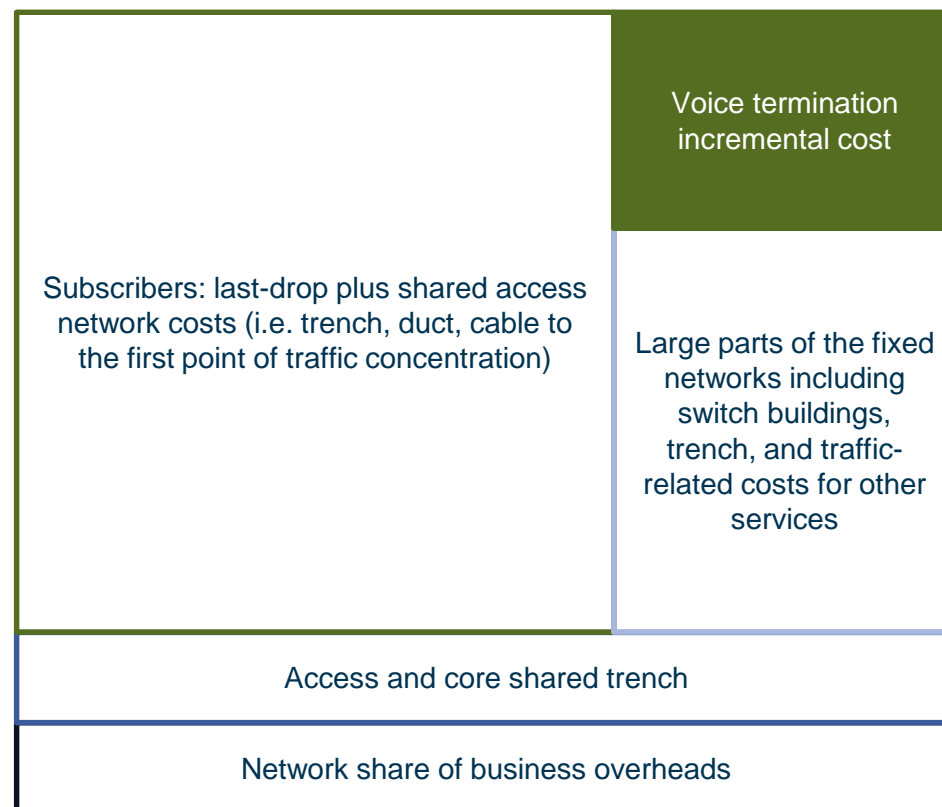 Voice termination
incremental cost
Subscribers: last-drop plus shared access
network costs (i.e. trench, duct, cable to
the first point of traffic concentration)
Large parts of the fixed
networks including
switch buildings,
trench, and traffic-
related costs for other
services
Access and core shared trench
Network share of business overheads